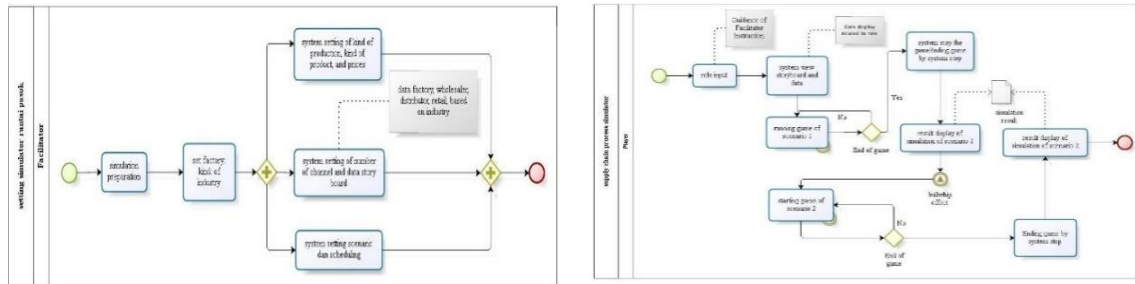 setting simulator rantai pasok
Facilitator
simulation
preparation
set factory,
kind of
industry
system setting of kind of
production, kind of
product, and prices
data factory, wholesaler,
distributor, retail, based
on industry
system setting of number
of channel and data story
board
system setting scenario
dan scheduling
supply chain process simulator
Player
Guidance of
Facilitator
Instruction
Data display
role input
system view
storyboard and
data
system stop the
game/ending game
by system stop
Yes
No
running game of
scenario 1
End of
game
result display of
simulation of scenario 1
simulation
result
result display of
simulation of scenario 2
bullwhip
effect
starting game of
scenario 2
No
End of
game
Ending game by
system stop